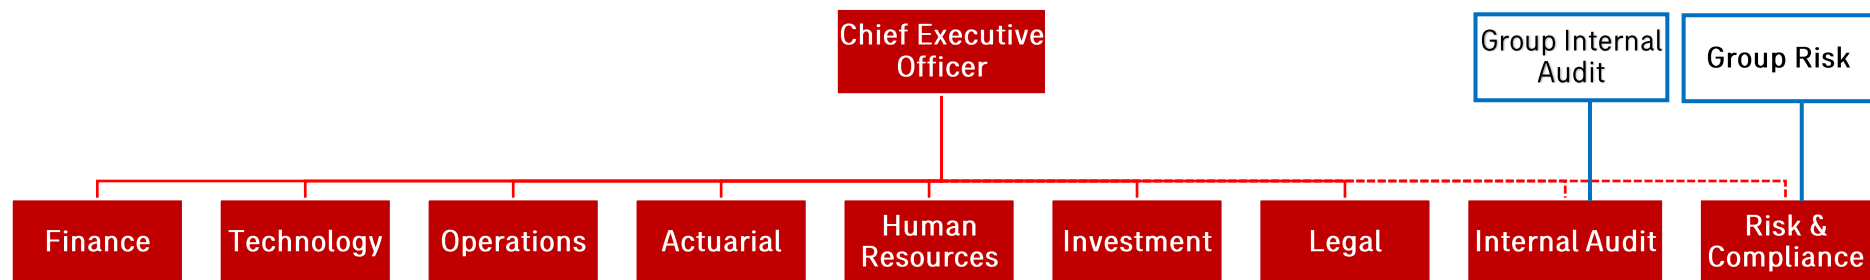 Chief Executive
Officer
Group Internal
Audit
Group Risk
Finance
Technology
Operations
Actuarial
Human
Resources
Investment
Legal
Internal Audit
Risk &
Compliance